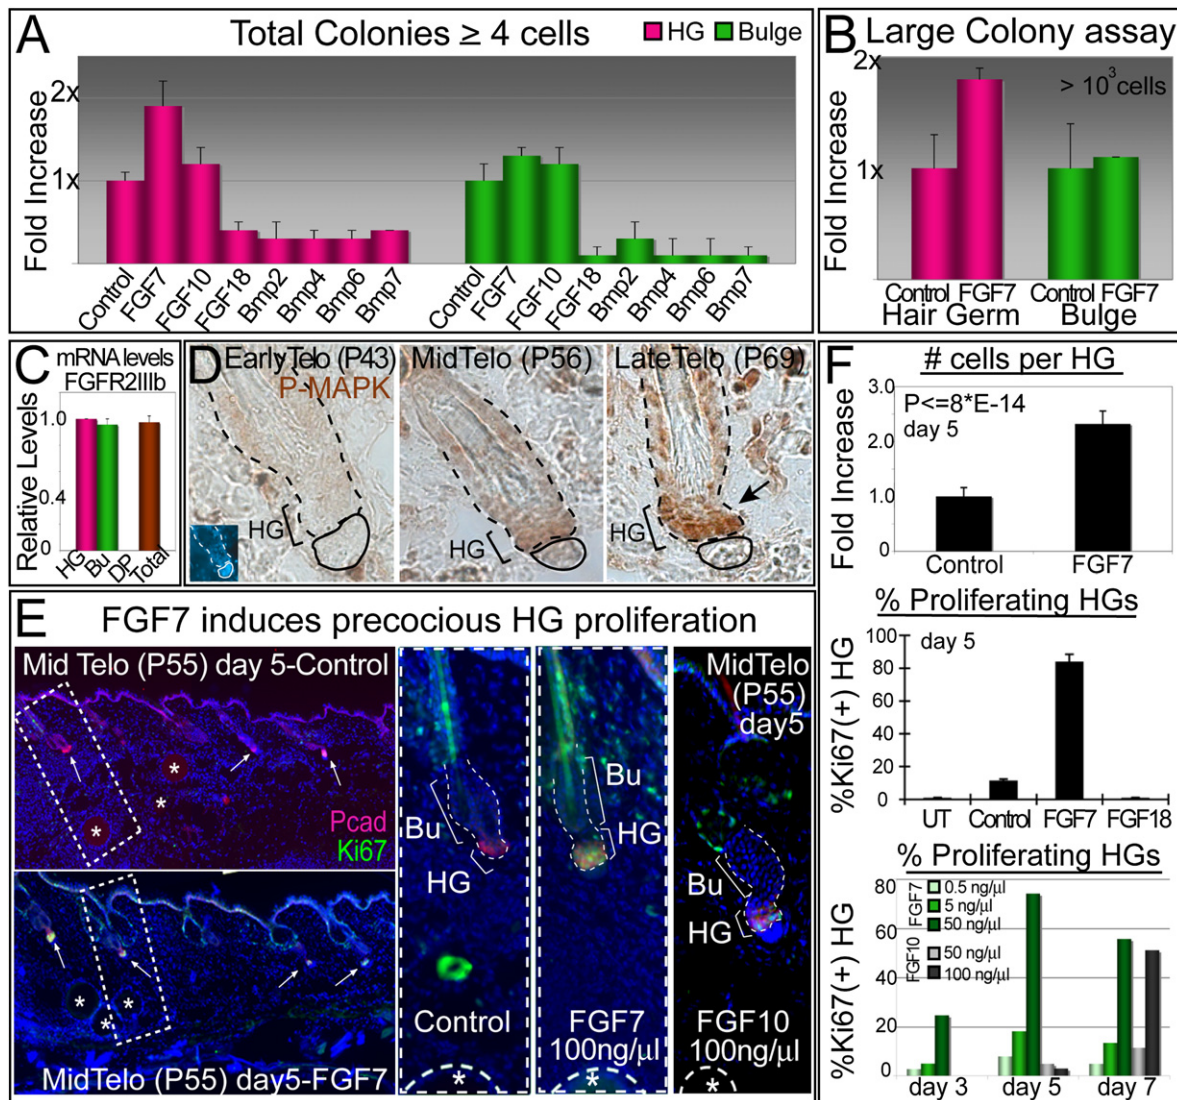 A Total Colonies ≥ 4 cells HG Bulge
Fold Increase
2x
1x
Control FGF7 FGF10 FGF18 Bmp2 Bmp4 Bmp6 Bmp7 Control FGF7 FGF10 FGF18 Bmp2 Bmp4 Bmp6 Bmp7
B Large Colony assay
Fold Increase
2x
> 10³cells
1x
Control FGF7 Control FGF7
Hair Germ Bulge
C mRNA levels
FGFR2IIIb
Relative Levels
1.0
0.4
0
HG Bu DP Total
D EarlyTelo (P43) MidTelo (P56) LateTelo (P69)
P-MAPK
HG HG HG
E FGF7 induces precocious HG proliferation
Mid Telo (P55) day 5-Control
* * *
Pcad
Ki67
* * *
MidTelo (P55) day5-FGF7
Bu
HG
Control
*
Bu
HG
FGF7
100ng/μl
*
MidTelo
(P55)
day5
Bu
HG
FGF10
100ng/μl
*
F # cells per HG
Fold Increase
3.0
P<=8*E-14
day 5
2.0
1.0
0
Control FGF7
% Proliferating HGs
%Ki67(+) HG
100
day 5
80
60
40
20
0
UT Control FGF7 FGF18
% Proliferating HGs
%Ki67(+) HG
80
60
40
20
0
FGF7
0.5 ng/μl
5 ng/μl
50 ng/μl
FGF10
50 ng/μl
100 ng/μl
day 3 day 5 day 7